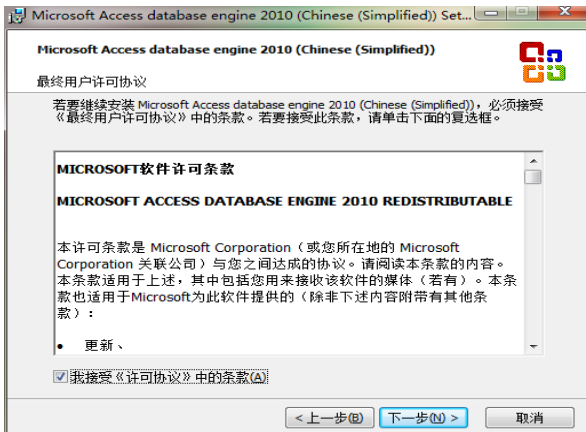 Microsoft Access database engine 2010 (Chinese (Simplified)) Set...
Microsoft Access database engine 2010 (Chinese (Simplified))
最终用户许可协议
若要继续安装 Microsoft Access database engine 2010 (Chinese (Simplified))，必须接受
《最终用户许可协议》中的条款。若要接受此条款，请单击下面的复选框。
MICROSOFT软件许可条款
MICROSOFT ACCESS DATABASE ENGINE 2010 REDISTRIBUTABLE
本许可条款是 Microsoft Corporation（或您所在地的 Microsoft
Corporation 关联公司）与您之间达成的协议。请阅读本条款的内容。
本条款适用于上述，其中包括您用来接收该软件的媒体（若有）。本条
款也适用于Microsoft为此软件提供的（除非下述内容附带有其他条
款）：
• 更新、
我接受《许可协议》中的条款(A)
<上一步(B) 下一步(N) > 取消